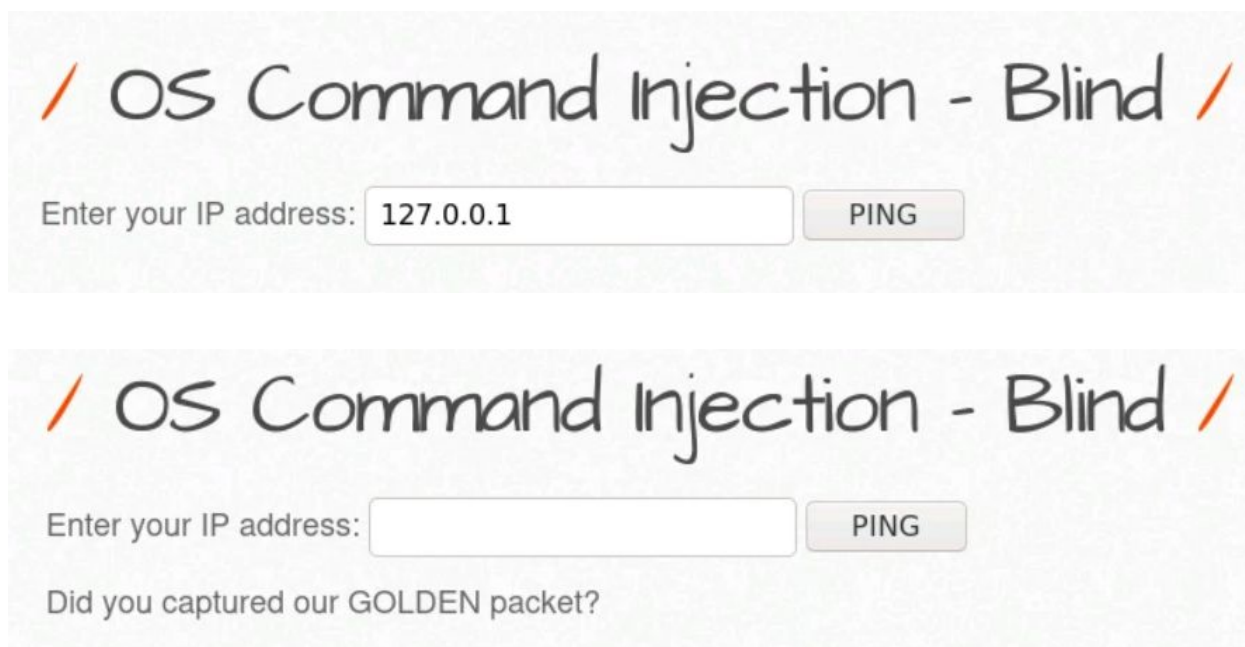 / OS Command Injection - Blind /
Enter your IP address: 127.0.0.1 PING
/ OS Command Injection - Blind /
Enter your IP address: PING
Did you captured our GOLDEN packet?